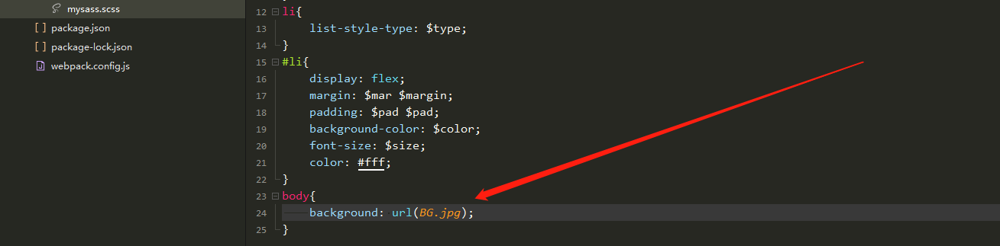 mysass.scss
package.json
package-lock.json
webpack.config.js
12 li{
13 list-style-type: $type;
14 }
15 #li{
16 display: flex;
17 margin: $mar $margin;
18 padding: $pad $pad;
19 background-color: $color;
20 font-size: $size;
21 color: #fff;
22 }
23 body{
24 background: url(BG.jpg);
25 }